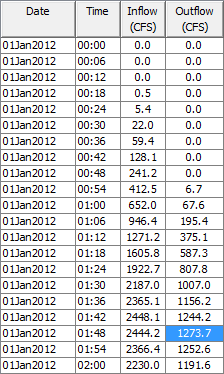 Date Time Inflow (CFS) Outflow (CFS)
01Jan2012 00:00 0.0 0.0
01Jan2012 00:06 0.0 0.0
01Jan2012 00:12 0.0 0.0
01Jan2012 00:18 0.5 0.0
01Jan2012 00:24 5.4 0.0
01Jan2012 00:30 22.0 0.0
01Jan2012 00:36 59.4 0.0
01Jan2012 00:42 128.1 0.0
01Jan2012 00:48 241.2 0.0
01Jan2012 00:54 412.5 6.7
01Jan2012 01:00 652.0 67.6
01Jan2012 01:06 946.4 195.4
01Jan2012 01:12 1271.2 375.1
01Jan2012 01:18 1605.8 587.3
01Jan2012 01:24 1922.7 807.8
01Jan2012 01:30 2187.0 1007.0
01Jan2012 01:36 2365.1 1156.2
01Jan2012 01:42 2448.1 1244.2
01Jan2012 01:48 2444.2 1273.7
01Jan2012 01:54 2366.4 1252.6
01Jan2012 02:00 2230.0 1191.6